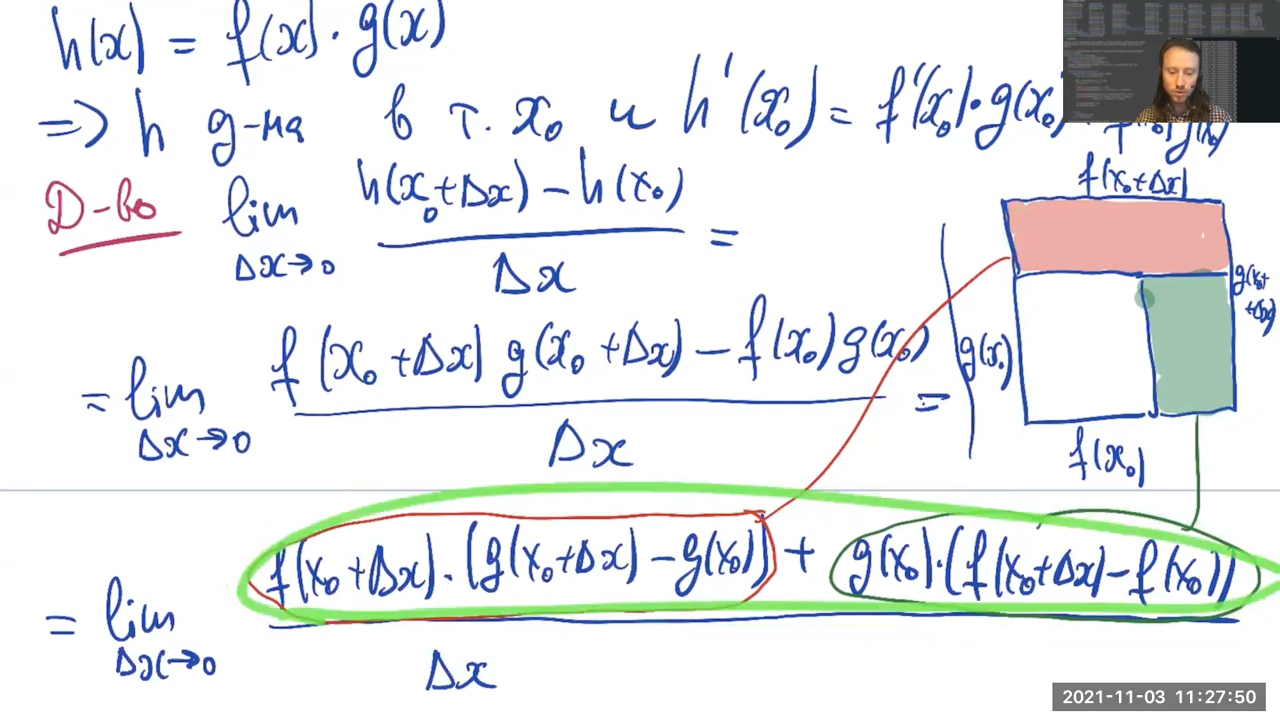 h(x) = f(x) · g(x)
=> h g-ма в т. x₀ и h'(x₀) = f'(x₀) · g(x₀)
Д-во lim Δx→0 (h(x₀+Δx) − h(x₀)) / Δx =
f(x₀+Δx)
g(x₀+Δx)
g(x₀)
f(x₀)
= lim Δx→0 (f(x₀+Δx) g(x₀+Δx) − f(x₀) g(x₀)) / Δx =
= lim Δx→0 (f(x₀+Δx) · (g(x₀+Δx) − g(x₀)) + g(x₀) · (f(x₀+Δx) − f(x₀))) / Δx
2021-11-03 11:27:50